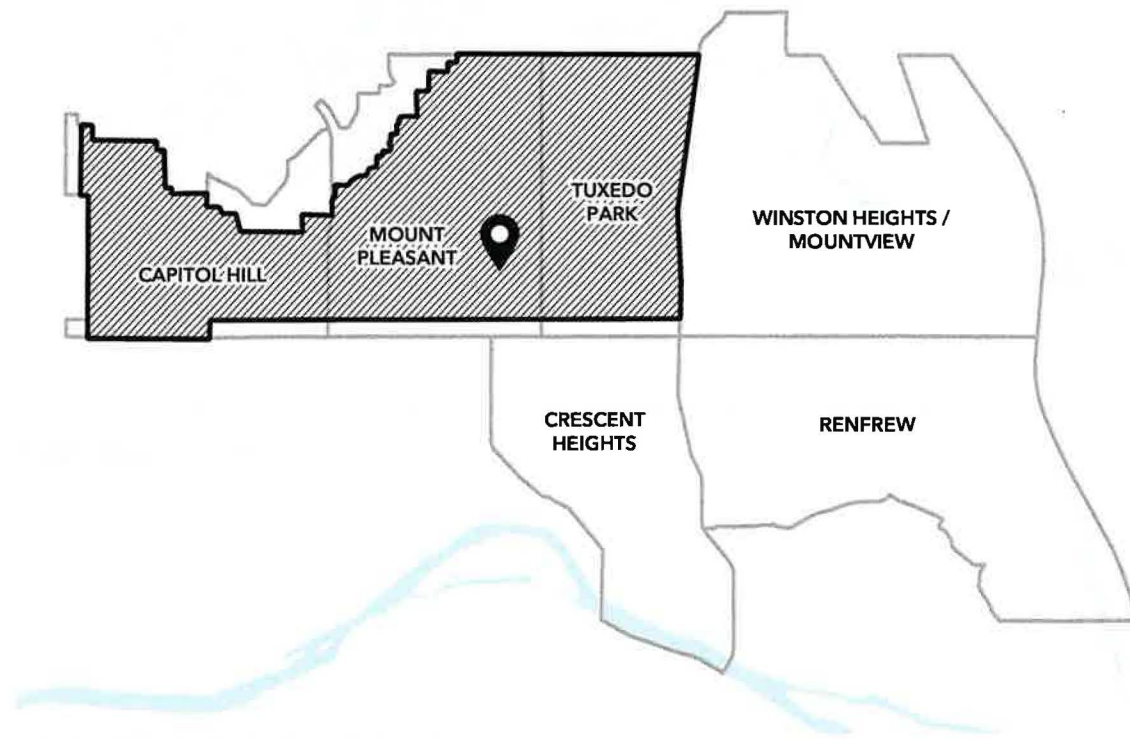 TUXEDO
PARK
WINSTON HEIGHTS /
MOUNTVIEW
MOUNT
PLEASANT
CAPITOL HILL
CRESCENT
HEIGHTS
RENFREW